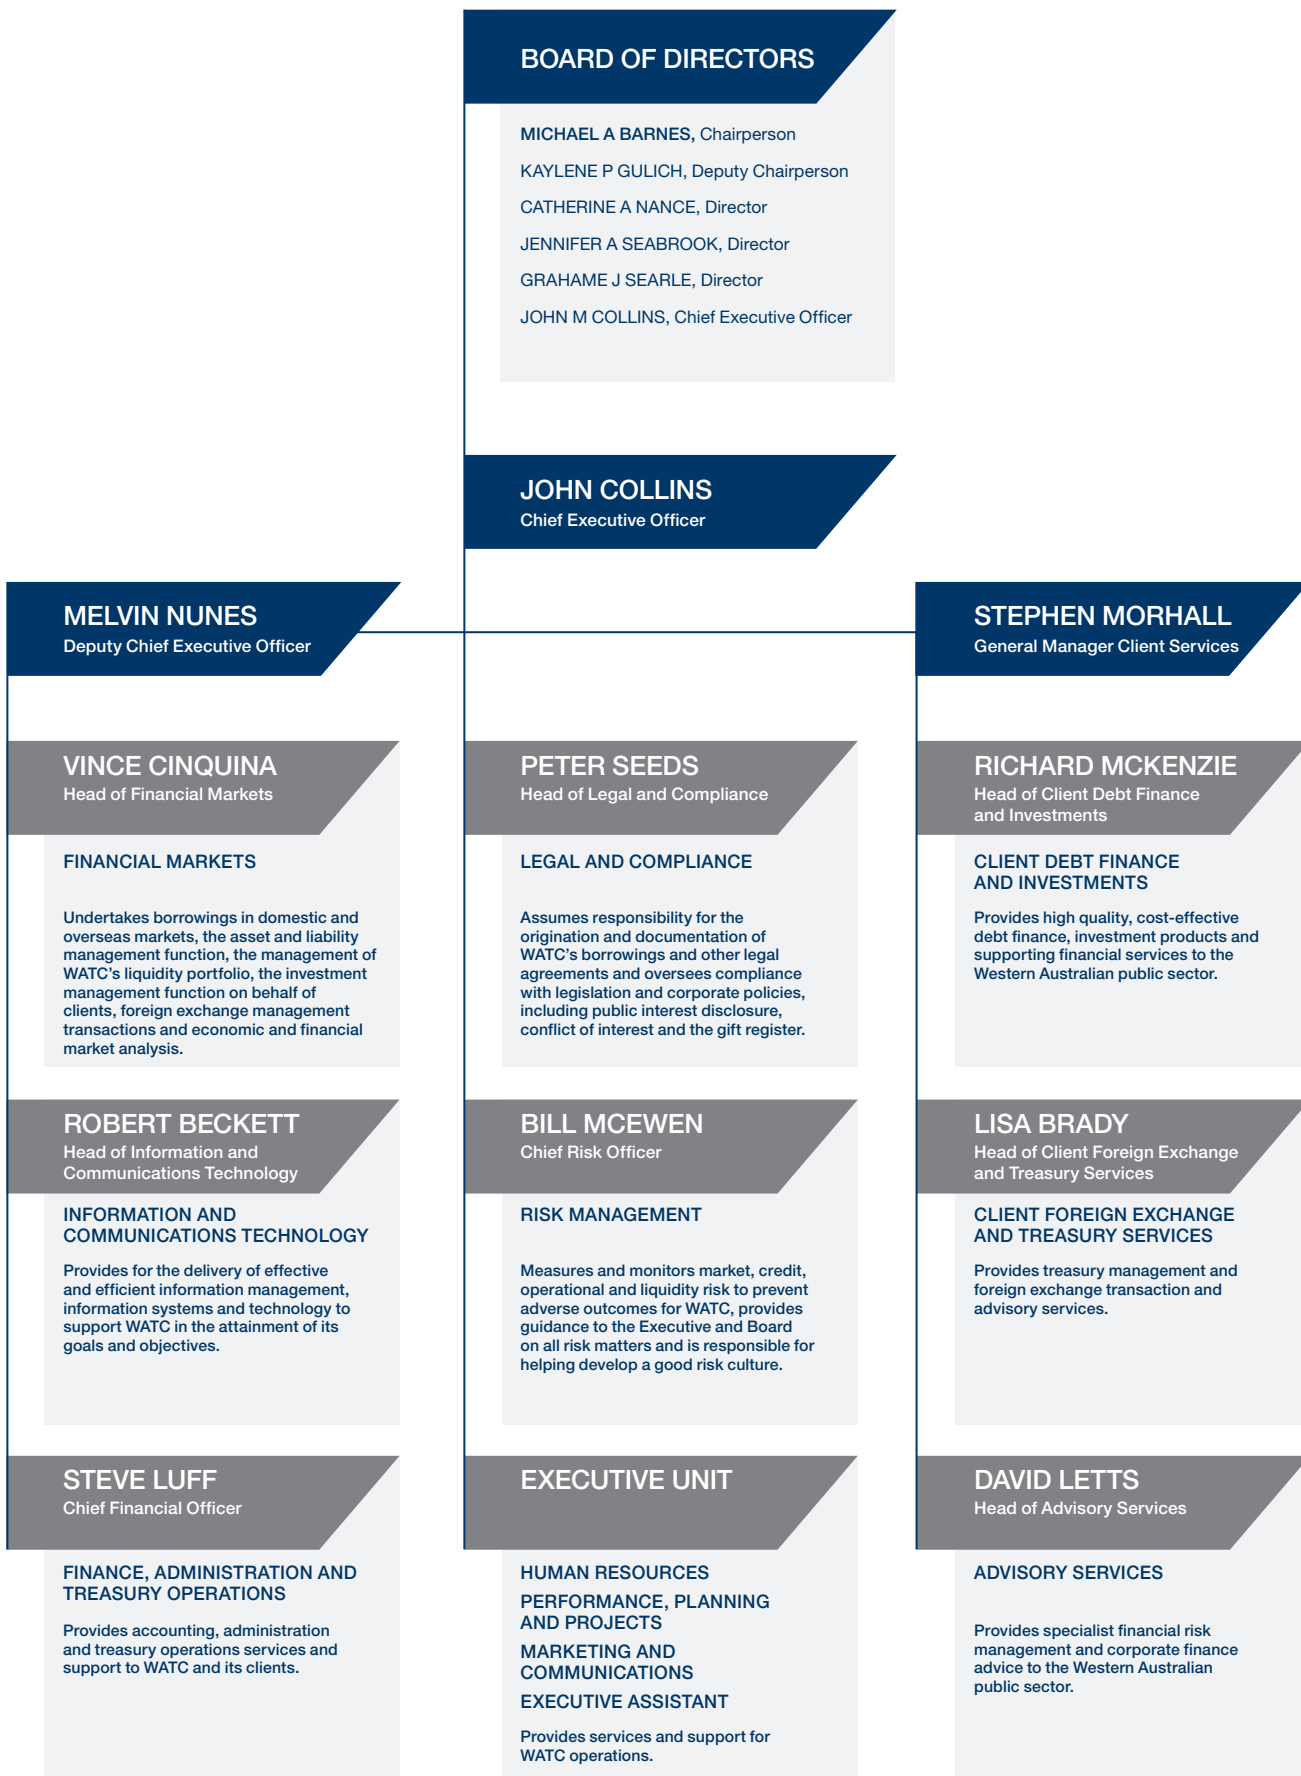 BOARD OF DIRECTORS
MICHAEL A BARNES, Chairperson
KAYLENE P GULICH, Deputy Chairperson
CATHERINE A NANCE, Director
JENNIFER A SEABROOK, Director
GRAHAME J SEARLE, Director
JOHN M COLLINS, Chief Executive Officer
JOHN COLLINS
Chief Executive Officer
MELVIN NUNES
Deputy Chief Executive Officer
STEPHEN MORHALL
General Manager Client Services
VINCE CINQUINA
Head of Financial Markets
FINANCIAL MARKETS
Undertakes borrowings in domestic and
overseas markets, the asset and liability
management function, the management of
WATC's liquidity portfolio, the investment
management function on behalf of
clients, foreign exchange management
transactions and economic and financial
market analysis.
PETER SEEDS
Head of Legal and Compliance
LEGAL AND COMPLIANCE
Assumes responsibility for the
origination and documentation of
WATC's borrowings and other legal
agreements and oversees compliance
with legislation and corporate policies,
including public interest disclosure,
conflict of interest and the gift register.
RICHARD MCKENZIE
Head of Client Debt Finance
and Investments
CLIENT DEBT FINANCE
AND INVESTMENTS
Provides high quality, cost-effective
debt finance, investment products and
supporting financial services to the
Western Australian public sector.
ROBERT BECKETT
Head of Information and
Communications Technology
INFORMATION AND
COMMUNICATIONS TECHNOLOGY
Provides for the delivery of effective
and efficient information management,
information systems and technology to
support WATC in the attainment of its
goals and objectives.
BILL MCEWEN
Chief Risk Officer
RISK MANAGEMENT
Measures and monitors market, credit,
operational and liquidity risk to prevent
adverse outcomes for WATC, provides
guidance to the Executive and Board
on all risk matters and is responsible for
helping develop a good risk culture.
LISA BRADY
Head of Client Foreign Exchange
and Treasury Services
CLIENT FOREIGN EXCHANGE
AND TREASURY SERVICES
Provides treasury management and
foreign exchange transaction and
advisory services.
STEVE LUFF
Chief Financial Officer
FINANCE, ADMINISTRATION AND
TREASURY OPERATIONS
Provides accounting, administration
and treasury operations services and
support to WATC and its clients.
EXECUTIVE UNIT
HUMAN RESOURCES
PERFORMANCE, PLANNING
AND PROJECTS
MARKETING AND
COMMUNICATIONS
EXECUTIVE ASSISTANT
Provides services and support for
WATC operations.
DAVID LETTS
Head of Advisory Services
ADVISORY SERVICES
Provides specialist financial risk
management and corporate finance
advice to the Western Australian
public sector.